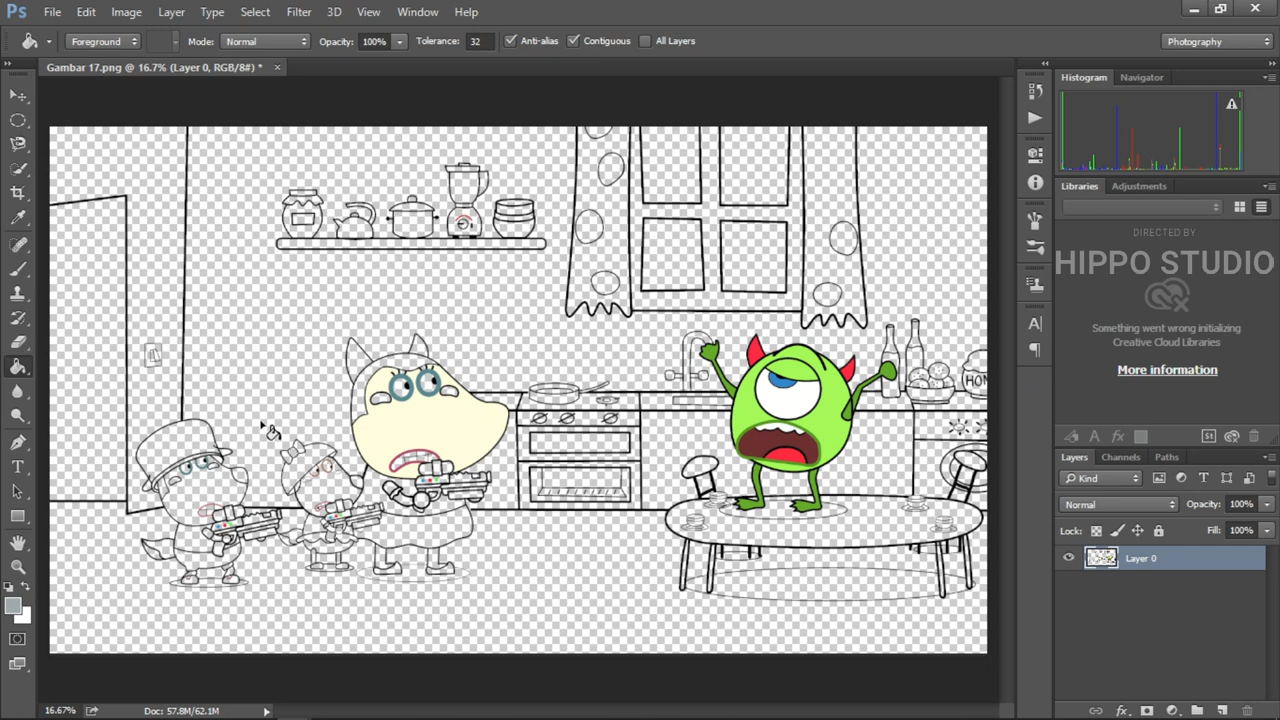 Ps File Edit Image Layer Type Select Filter 3D View Window Help
Foreground Mode: Normal Opacity: 100% Tolerance: 32 Anti-alias Contiguous All Layers Photography
Gambar 17.png @ 16.7% (Layer 0, RGB/8#) * ×
Histogram Navigator
Libraries Adjustments
DIRECTED BY
HIPPO STUDIO
Something went wrong initializing
Creative Cloud Libraries
More information
HON
Layers Channels Paths
Kind
Normal Opacity: 100%
Lock: Fill: 100%
Layer 0
16.67% Doc: 57.8M/62.1M